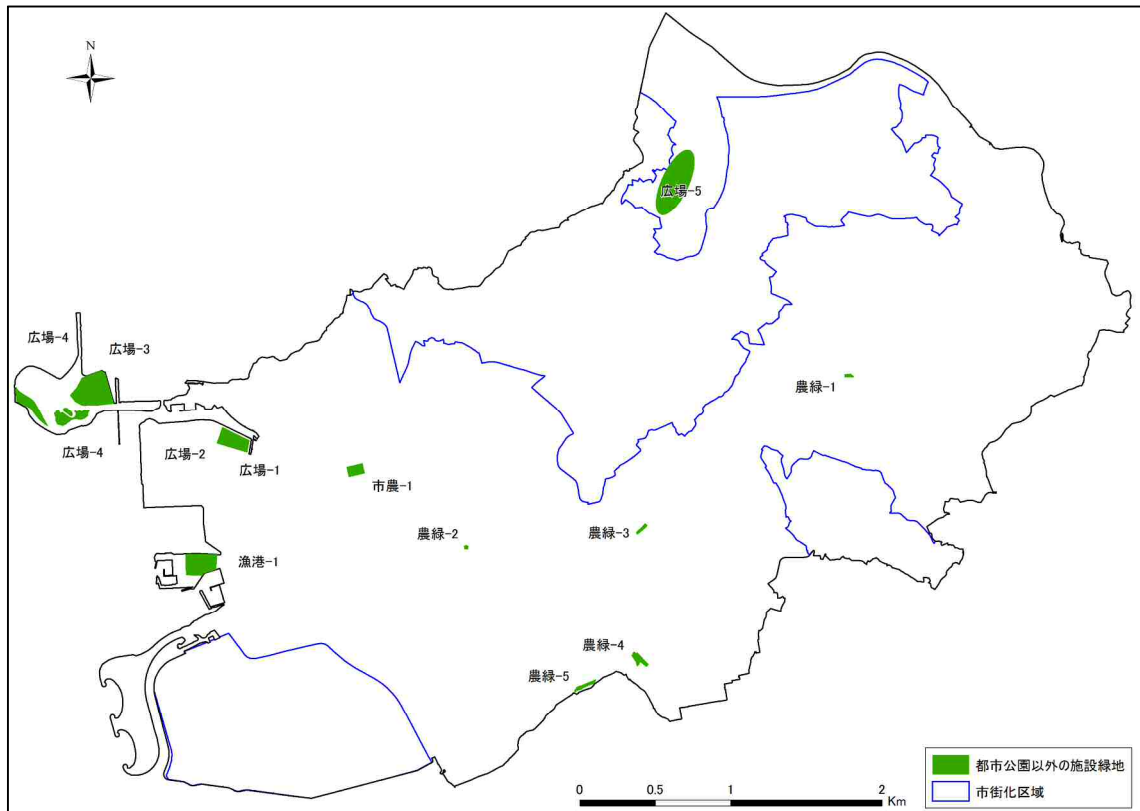 N
広場-5
広場-4
広場-3
農緑-1
広場-2
広場-4
広場-1
市農-1
農緑-2
農緑-3
漁港-1
農緑-4
農緑-5
都市公園以外の施設緑地
市街化区域
0 0.5 1 2
Km